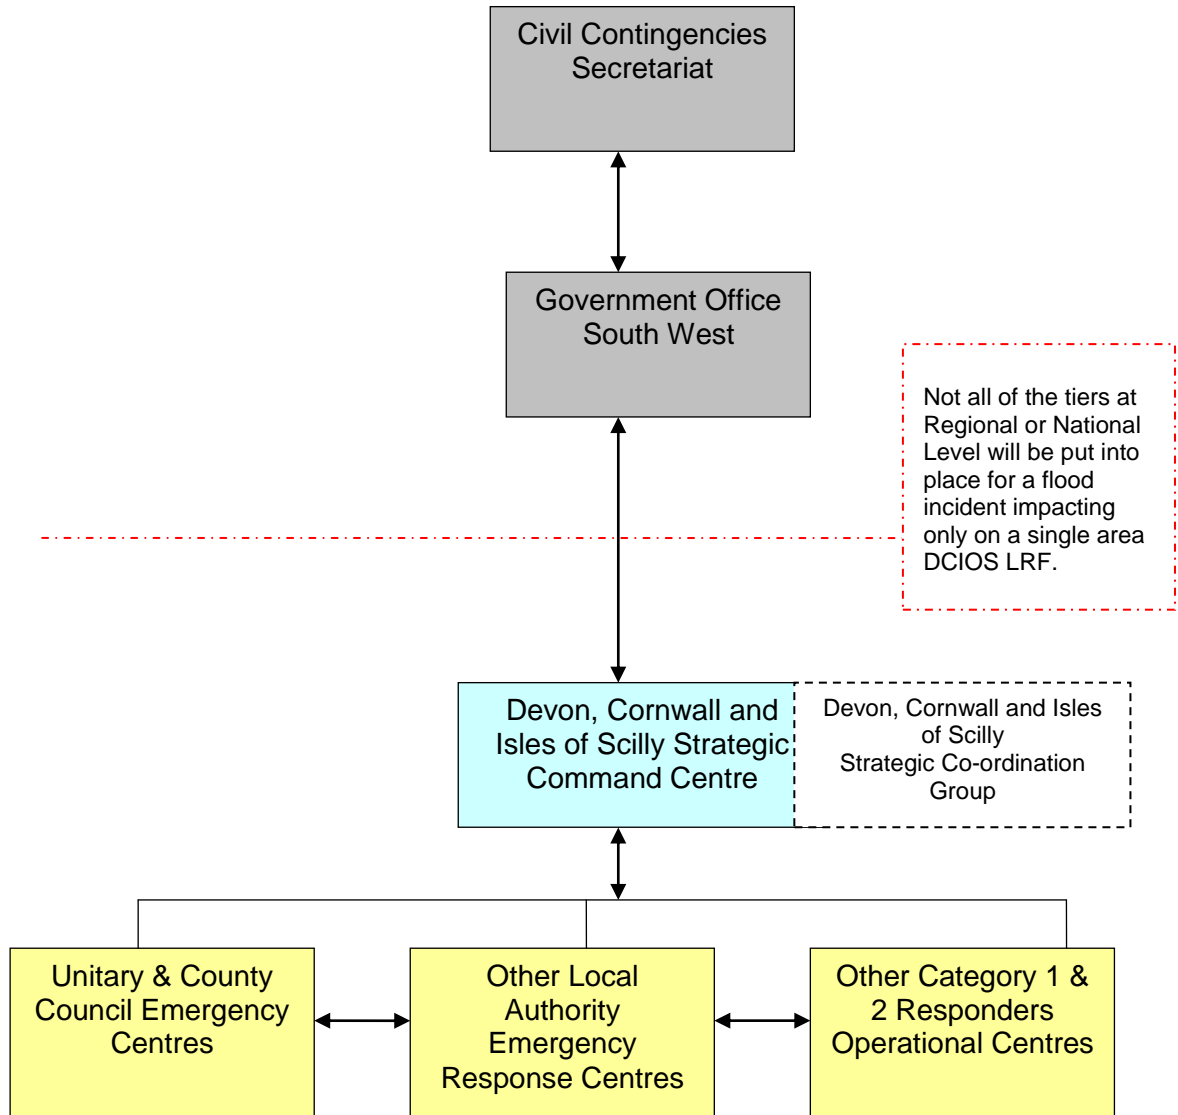 Civil Contingencies
Secretariat
Government Office
South West
Not all of the tiers at
Regional or National
Level will be put into
place for a flood
incident impacting
only on a single area
DCIOS LRF.
Devon, Cornwall and
Isles of Scilly Strategic
Command Centre
Devon, Cornwall and Isles
of Scilly
Strategic Co-ordination
Group
Unitary & County
Council Emergency
Centres
Other Local
Authority
Emergency
Response Centres
Other Category 1 &
2 Responders
Operational Centres